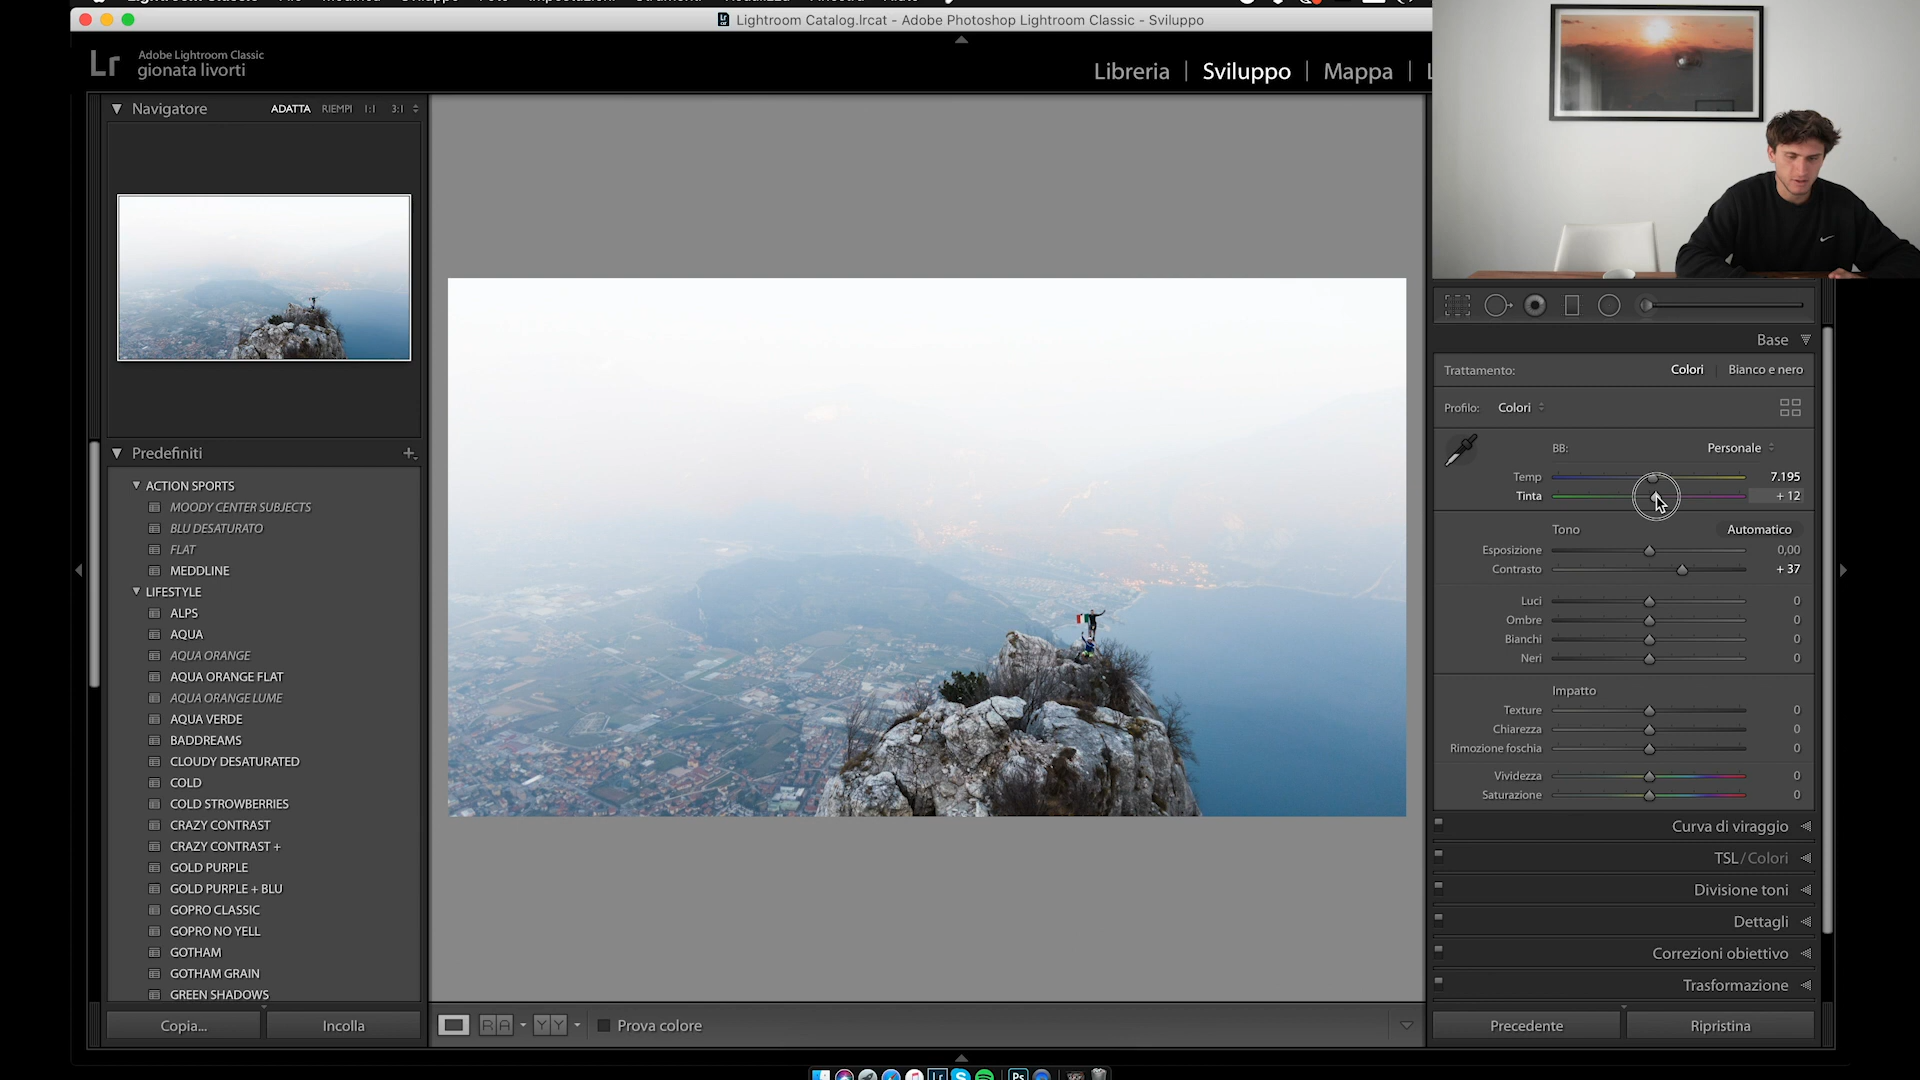 Lightroom Catalog.lrcat - Adobe Photoshop Lightroom Classic - Sviluppo
Lr
Adobe Lightroom Classic
gionata livorti
Libreria | Sviluppo | Mappa |
Navigatore
ADATTA RIEMPI 1:1 3:1
Predefiniti
ACTION SPORTS
MOODY CENTER SUBJECTS
BLU DESATURATO
FLAT
MEDDLINE
LIFESTYLE
ALPS
AQUA
AQUA ORANGE
AQUA ORANGE FLAT
AQUA ORANGE LUME
AQUA VERDE
BADDREAMS
CLOUDY DESATURATED
COLD
COLD STROWBERRIES
CRAZY CONTRAST
CRAZY CONTRAST +
GOLD PURPLE
GOLD PURPLE + BLU
GOPRO CLASSIC
GOPRO NO YELL
GOTHAM
GOTHAM GRAIN
GREEN SHADOWS
Copia...
Incolla
RA
YY
Prova colore
Base
Trattamento: Colori | Bianco e nero
Profilo: Colori
BB: Personale
Temp 7.195
Tinta + 12
Tono Automatico
Esposizione 0,00
Contrasto + 37
Luci 0
Ombre 0
Bianchi 0
Neri 0
Impatto
Texture 0
Chiarezza 0
Rimozione foschia 0
Vividezza 0
Saturazione 0
Curva di viraggio
TSL / Colori
Divisione toni
Dettagli
Correzioni obiettivo
Trasformazione
Precedente
Ripristina
Lr
Ps